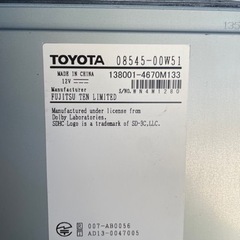 TOYOTA 08545-00W51
MADE IN CHINA 138001-4670M133
12V
Manufacturer S/NO.
FUJITSU TEN LIMITED
Manufactured under license from
Dolby Laboratories.
SDHC Logo is a trademark of SD-3C,LLC.
007-AB0056
AD13-0047005